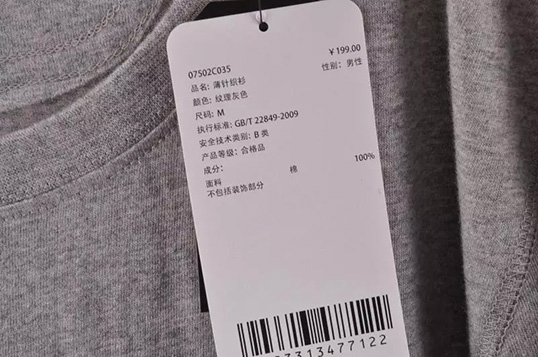 07502C035 ￥199.00
品名: 薄针织衫 性别: 男性
颜色: 纹理灰色
尺码: M
执行标准: GB/T 22849-2009
安全技术类别: B 类
产品等级: 合格品
成分:
面料 棉 100%
不包括装饰部分